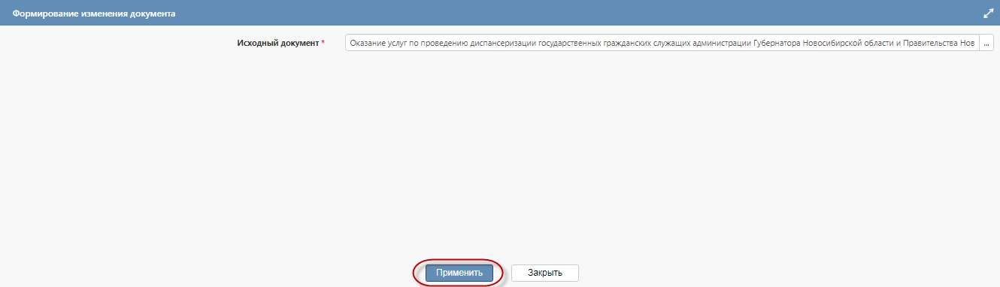 Формирование изменения документа
Исходный документ * Оказание услуг по проведению диспансеризации государственных гражданских служащих администрации Губернатора Новосибирской области и Правительства Нов ...
Применить Закрыть